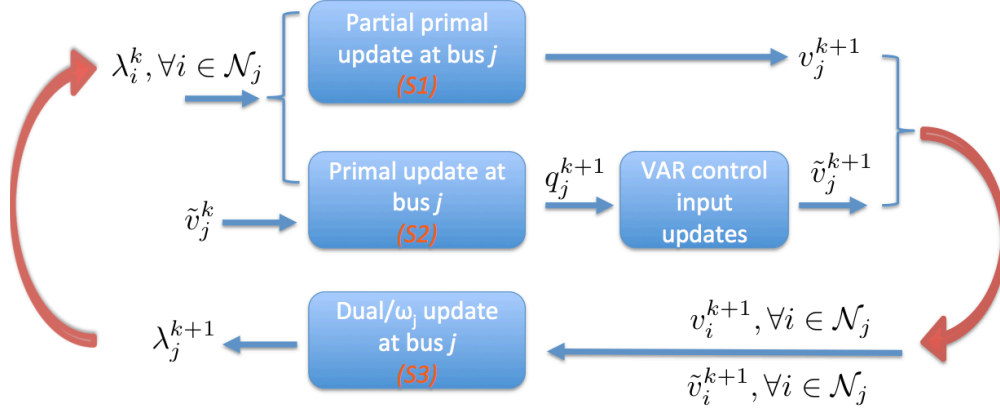 λ_i^k, ∀i ∈ 𝒩_j
Partial primal
update at bus j
(S1)
v_j^{k+1}
ṽ_j^k
Primal update at
bus j
(S2)
q_j^{k+1}
VAR control
input
updates
ṽ_j^{k+1}
λ_j^{k+1}
Dual/ω_j update
at bus j
(S3)
v_i^{k+1}, ∀i ∈ 𝒩_j
ṽ_i^{k+1}, ∀i ∈ 𝒩_j